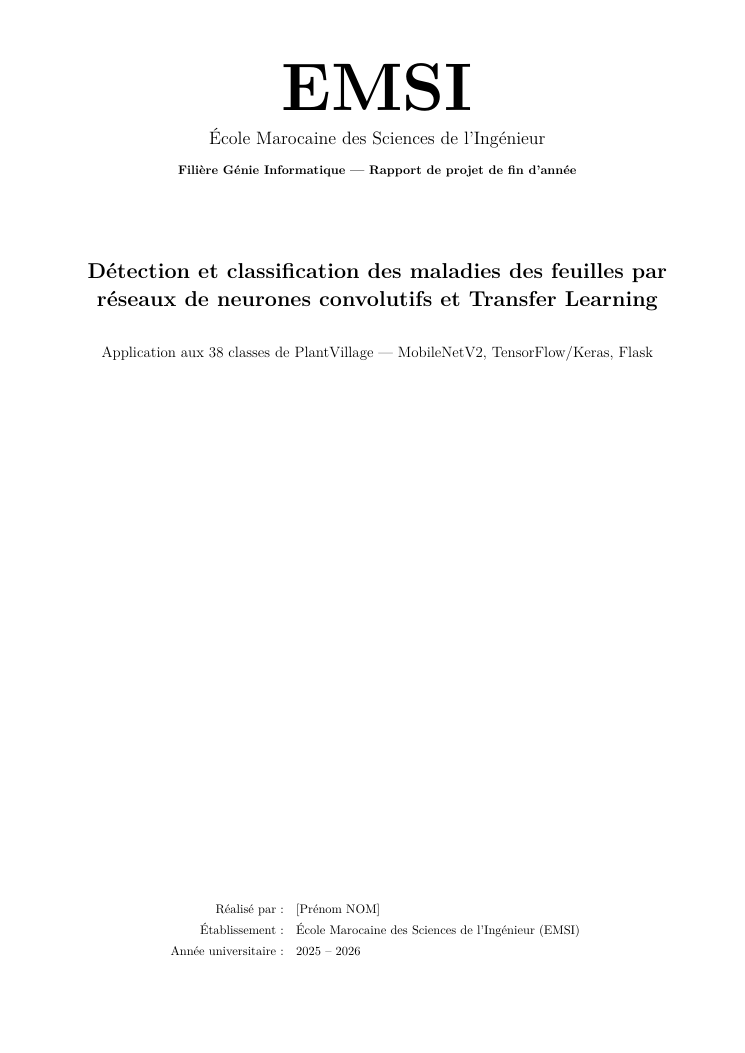 EMSI
École Marocaine des Sciences de l'Ingénieur
Filière Génie Informatique — Rapport de projet de fin d'année
Détection et classification des maladies des feuilles par
réseaux de neurones convolutifs et Transfer Learning
Application aux 38 classes de PlantVillage — MobileNetV2, TensorFlow/Keras, Flask
Réalisé par : [Prénom NOM]
Établissement : École Marocaine des Sciences de l'Ingénieur (EMSI)
Année universitaire : 2025 – 2026